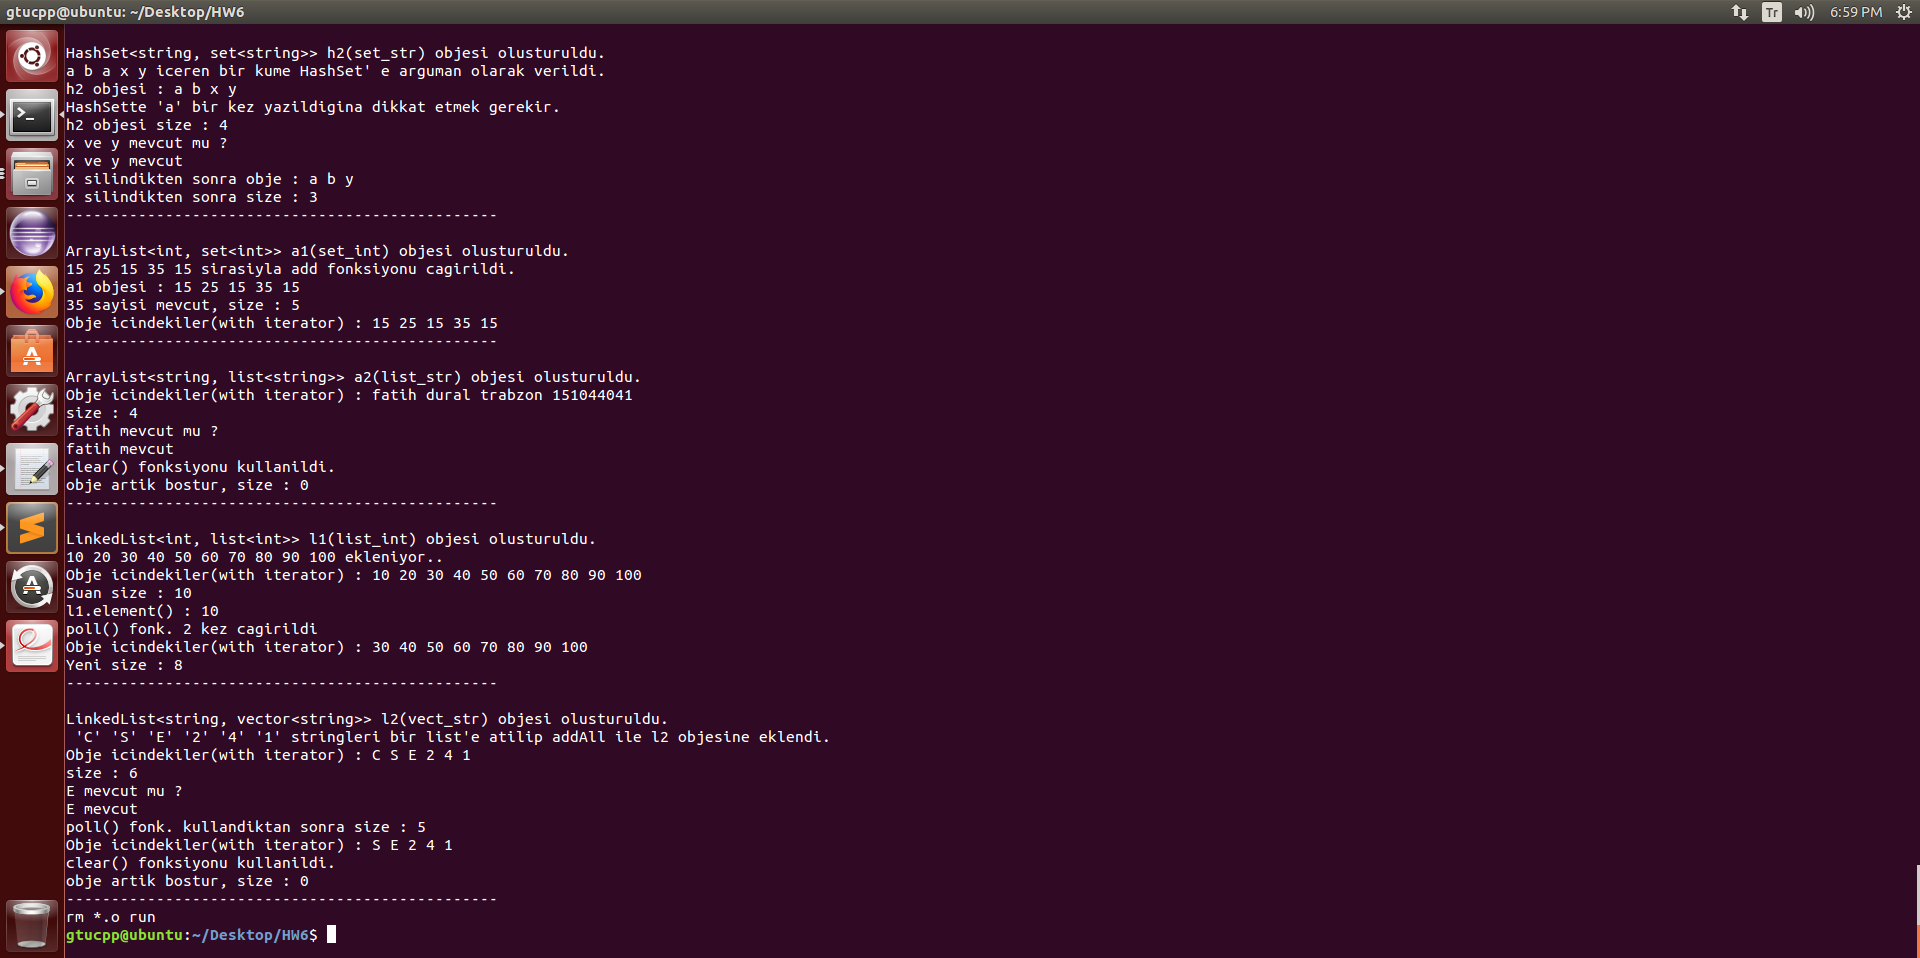 gtucpp@ubuntu: ~/Desktop/HW6
Tr
6:59 PM
HashSet<string, set<string>> h2(set_str) objesi olusturuldu.
a b a x y iceren bir kume HashSet' e arguman olarak verildi.
h2 objesi : a b x y
HashSette 'a' bir kez yazildigina dikkat etmek gerekir.
h2 objesi size : 4
x ve y mevcut mu ?
x ve y mevcut
x silindikten sonra obje : a b y
x silindikten sonra size : 3
------------------------------------------------
ArrayList<int, set<int>> a1(set_int) objesi olusturuldu.
15 25 15 35 15 sirasiyla add fonksiyonu cagirildi.
a1 objesi : 15 25 15 35 15
35 sayisi mevcut, size : 5
Obje icindekiler(with iterator) : 15 25 15 35 15
------------------------------------------------
ArrayList<string, list<string>> a2(list_str) objesi olusturuldu.
Obje icindekiler(with iterator) : fatih dural trabzon 151044041
size : 4
fatih mevcut mu ?
fatih mevcut
clear() fonksiyonu kullanildi.
obje artik bostur, size : 0
------------------------------------------------
LinkedList<int, list<int>> l1(list_int) objesi olusturuldu.
10 20 30 40 50 60 70 80 90 100 ekleniyor..
Obje icindekiler(with iterator) : 10 20 30 40 50 60 70 80 90 100
Suan size : 10
l1.element() : 10
poll() fonk. 2 kez cagirildi
Obje icindekiler(with iterator) : 30 40 50 60 70 80 90 100
Yeni size : 8
------------------------------------------------
LinkedList<string, vector<string>> l2(vect_str) objesi olusturuldu.
 'C' 'S' 'E' '2' '4' '1' stringleri bir list'e atilip addAll ile l2 objesine eklendi.
Obje icindekiler(with iterator) : C S E 2 4 1
size : 6
E mevcut mu ?
E mevcut
poll() fonk. kullandiktan sonra size : 5
Obje icindekiler(with iterator) : S E 2 4 1
clear() fonksiyonu kullanildi.
obje artik bostur, size : 0
------------------------------------------------
rm *.o run
gtucpp@ubuntu:~/Desktop/HW6$